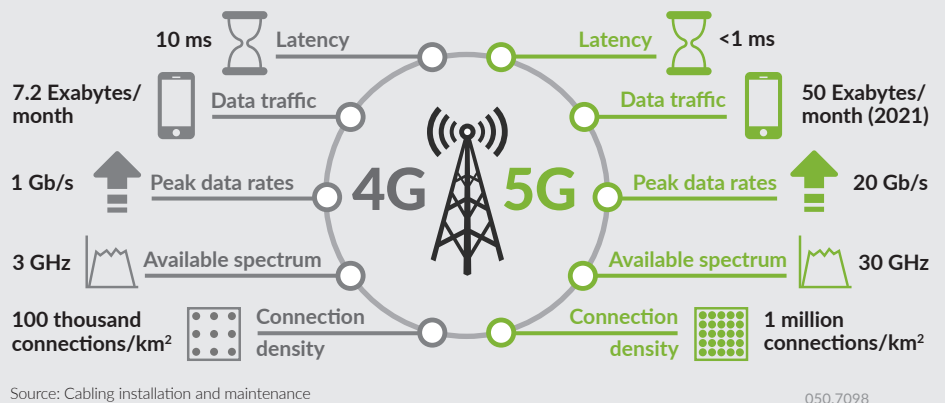 10 ms
Latency
Latency
<1 ms
7.2 Exabytes/
month
Data traffic
Data traffic
50 Exabytes/
month (2021)
1 Gb/s
Peak data rates
4G
5G
Peak data rates
20 Gb/s
3 GHz
Available spectrum
Available spectrum
30 GHz
100 thousand
connections/km²
Connection
density
Connection
density
1 million
connections/km²
Source: Cabling installation and maintenance
050.7098